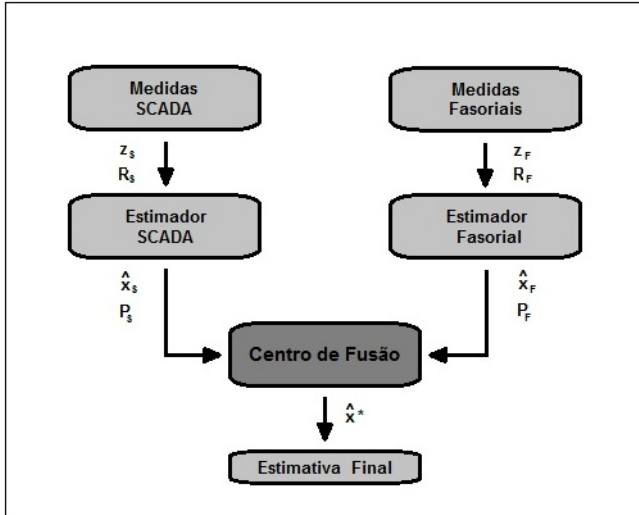 Medidas
SCADA
Medidas
Fasoriais
z_S
R_S
z_F
R_F
Estimador
SCADA
Estimador
Fasorial
x̂_S
P_S
x̂_F
P_F
Centro de Fusão
x̂*
Estimativa Final